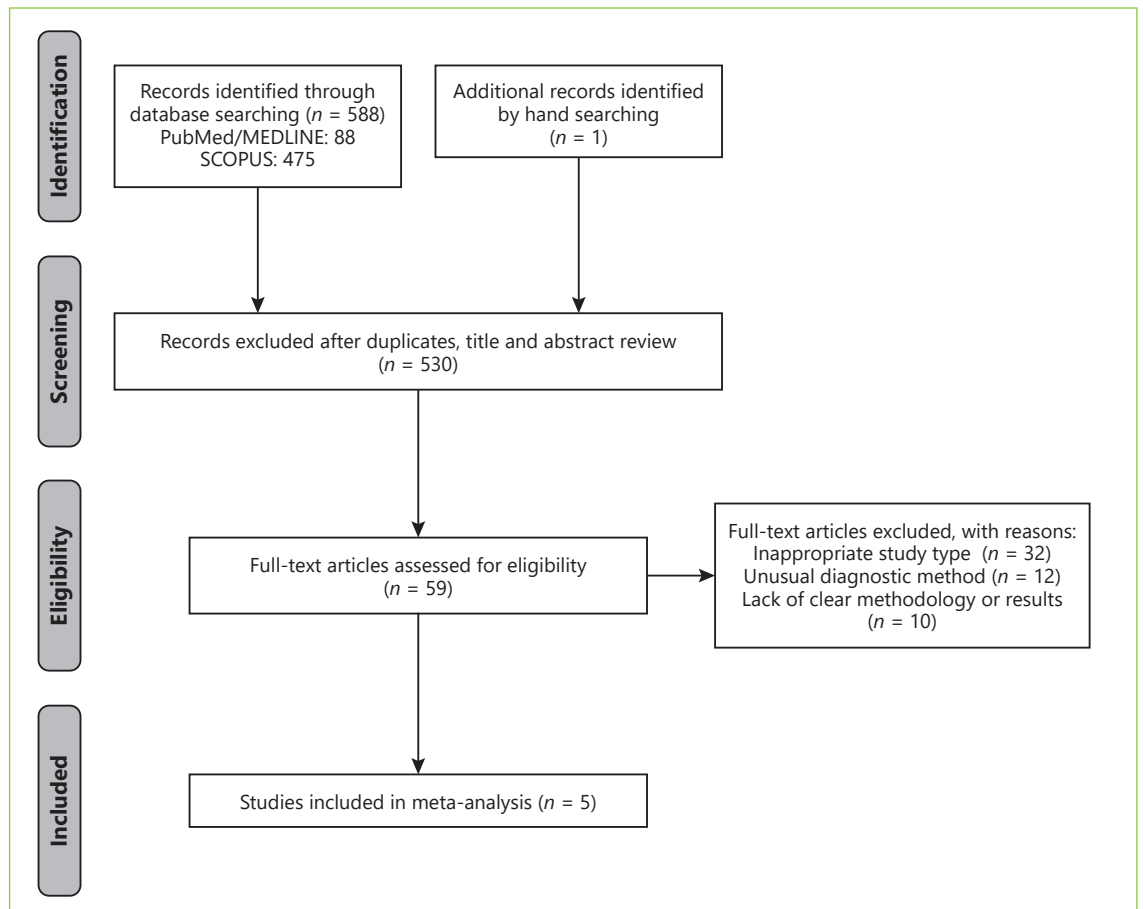 Identification
Records identified through
database searching (n = 588)
PubMed/MEDLINE: 88
SCOPUS: 475
Additional records identified
by hand searching
(n = 1)
Screening
Records excluded after duplicates, title and abstract review
(n = 530)
Eligibility
Full-text articles assessed for eligibility
(n = 59)
Full-text articles excluded, with reasons:
Inappropriate study type (n = 32)
Unusual diagnostic method (n = 12)
Lack of clear methodology or results
(n = 10)
Included
Studies included in meta-analysis (n = 5)